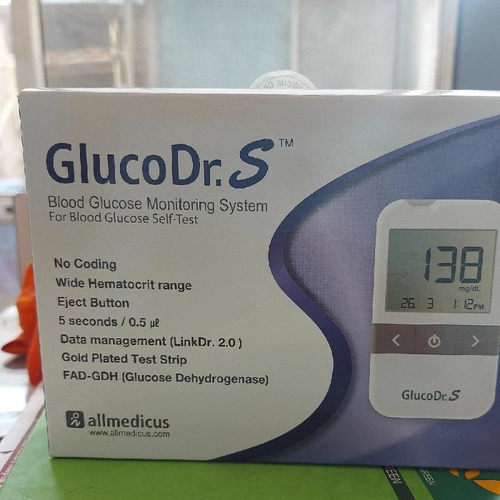 GlucoDr.S™
Blood Glucose Monitoring System
For Blood Glucose Self-Test
No Coding
Wide Hematocrit range
Eject Button
5 seconds / 0.5 ㎕
Data management (LinkDr. 2.0 )
Gold Plated Test Strip
FAD-GDH (Glucose Dehydrogenase)
allmedicus
www.allmedicus.com
138
mg/dL
26. 3 1:12PM
GlucoDr.S
GREEN